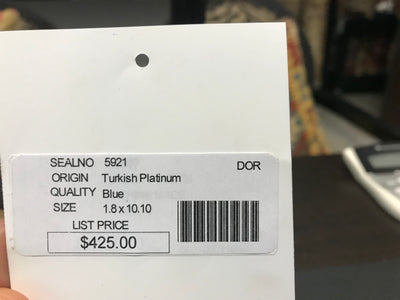 SEALNO 5921 DOR
ORIGIN Turkish Platinum
QUALITY Blue
SIZE 1.8 x 10.10
LIST PRICE
$425.00